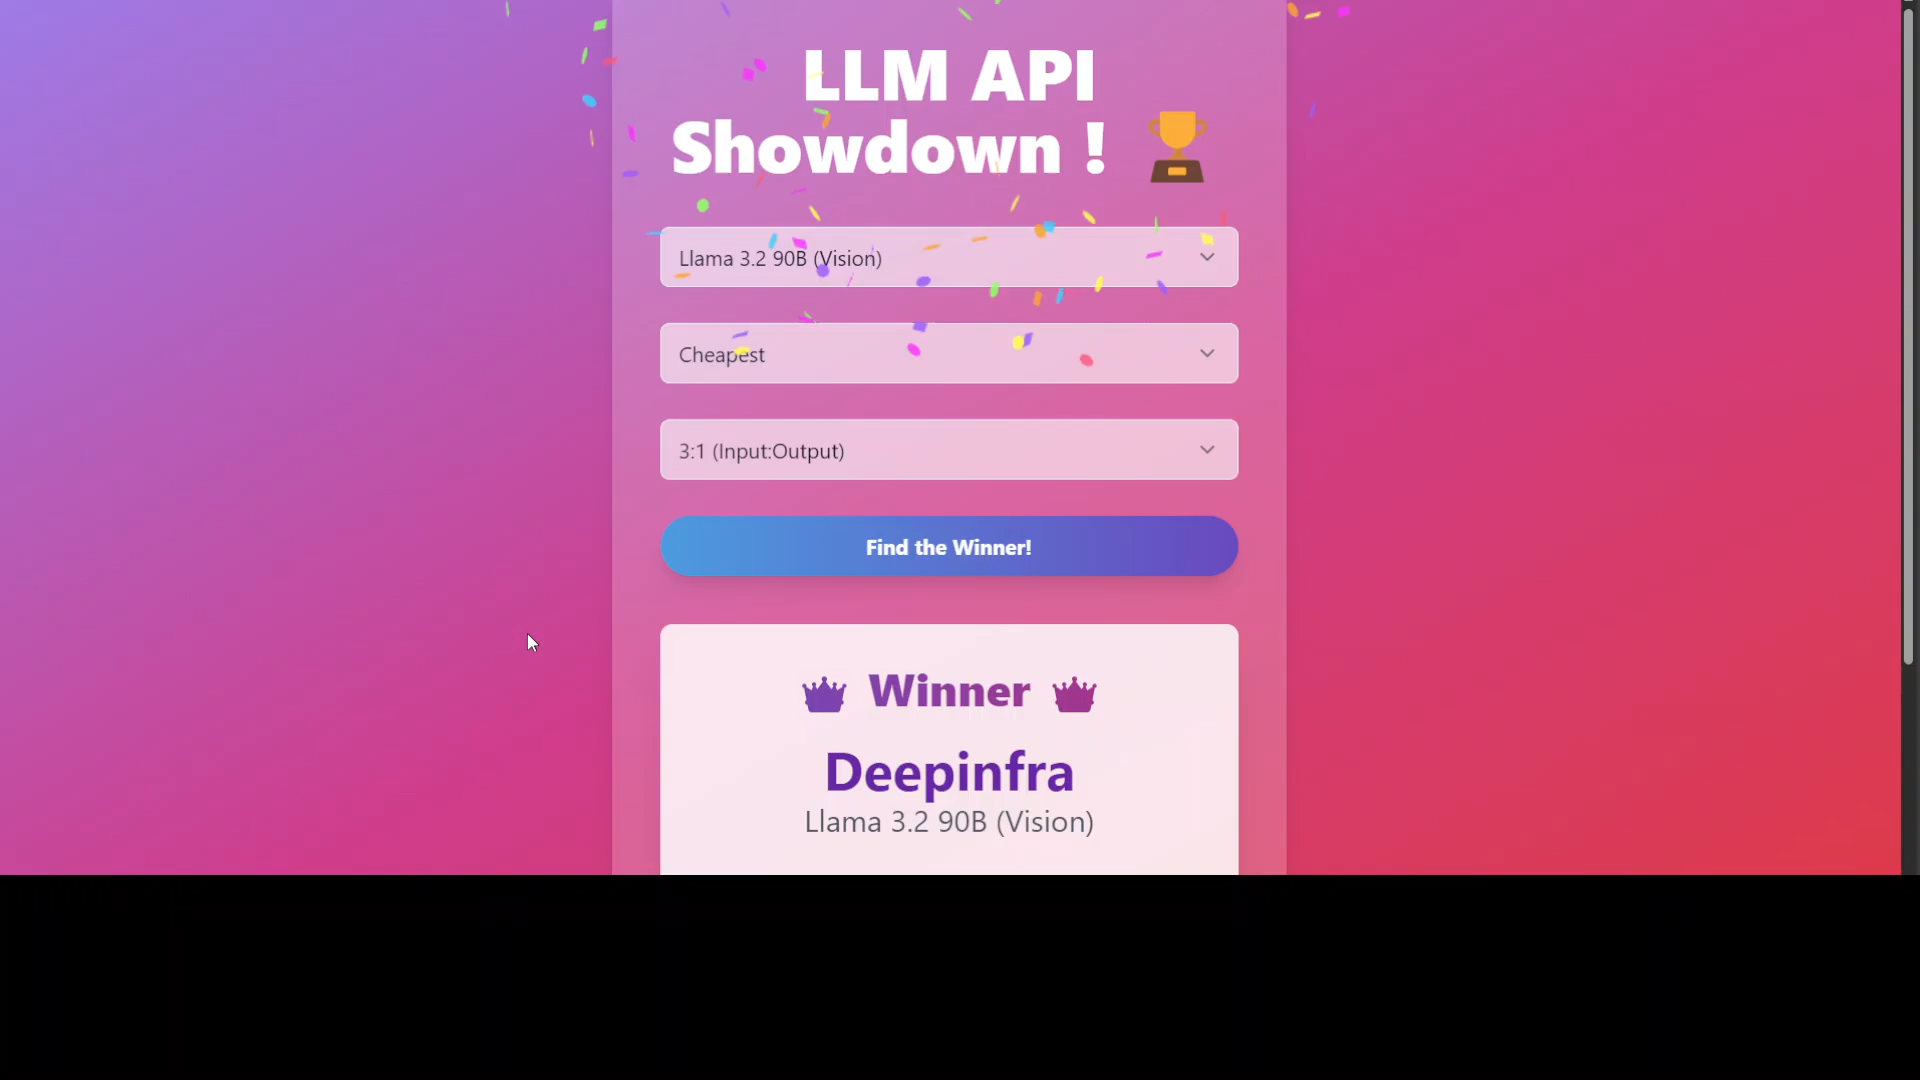 LLM API
Showdown !
Llama 3.2 90B (Vision)
Cheapest
3:1 (Input:Output)
Find the Winner!
Winner
Deepinfra
Llama 3.2 90B (Vision)